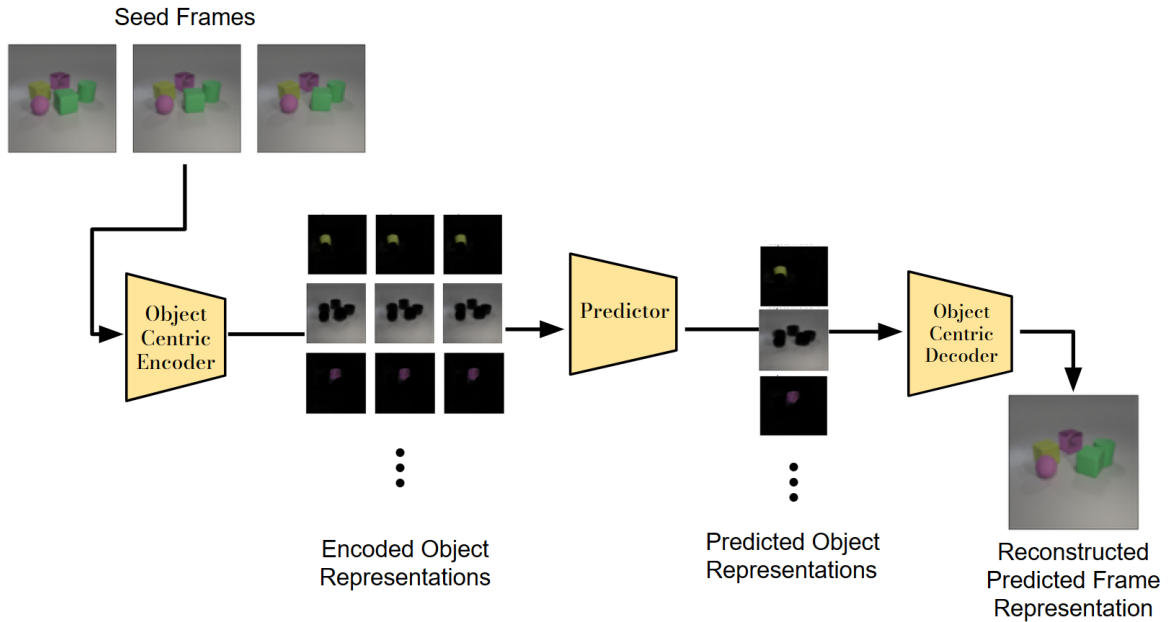 Seed Frames
Object
Centric
Encoder
Predictor
Object
Centric
Decoder
Encoded Object
Representations
Predicted Object
Representations
Reconstructed
Predicted Frame
Representation